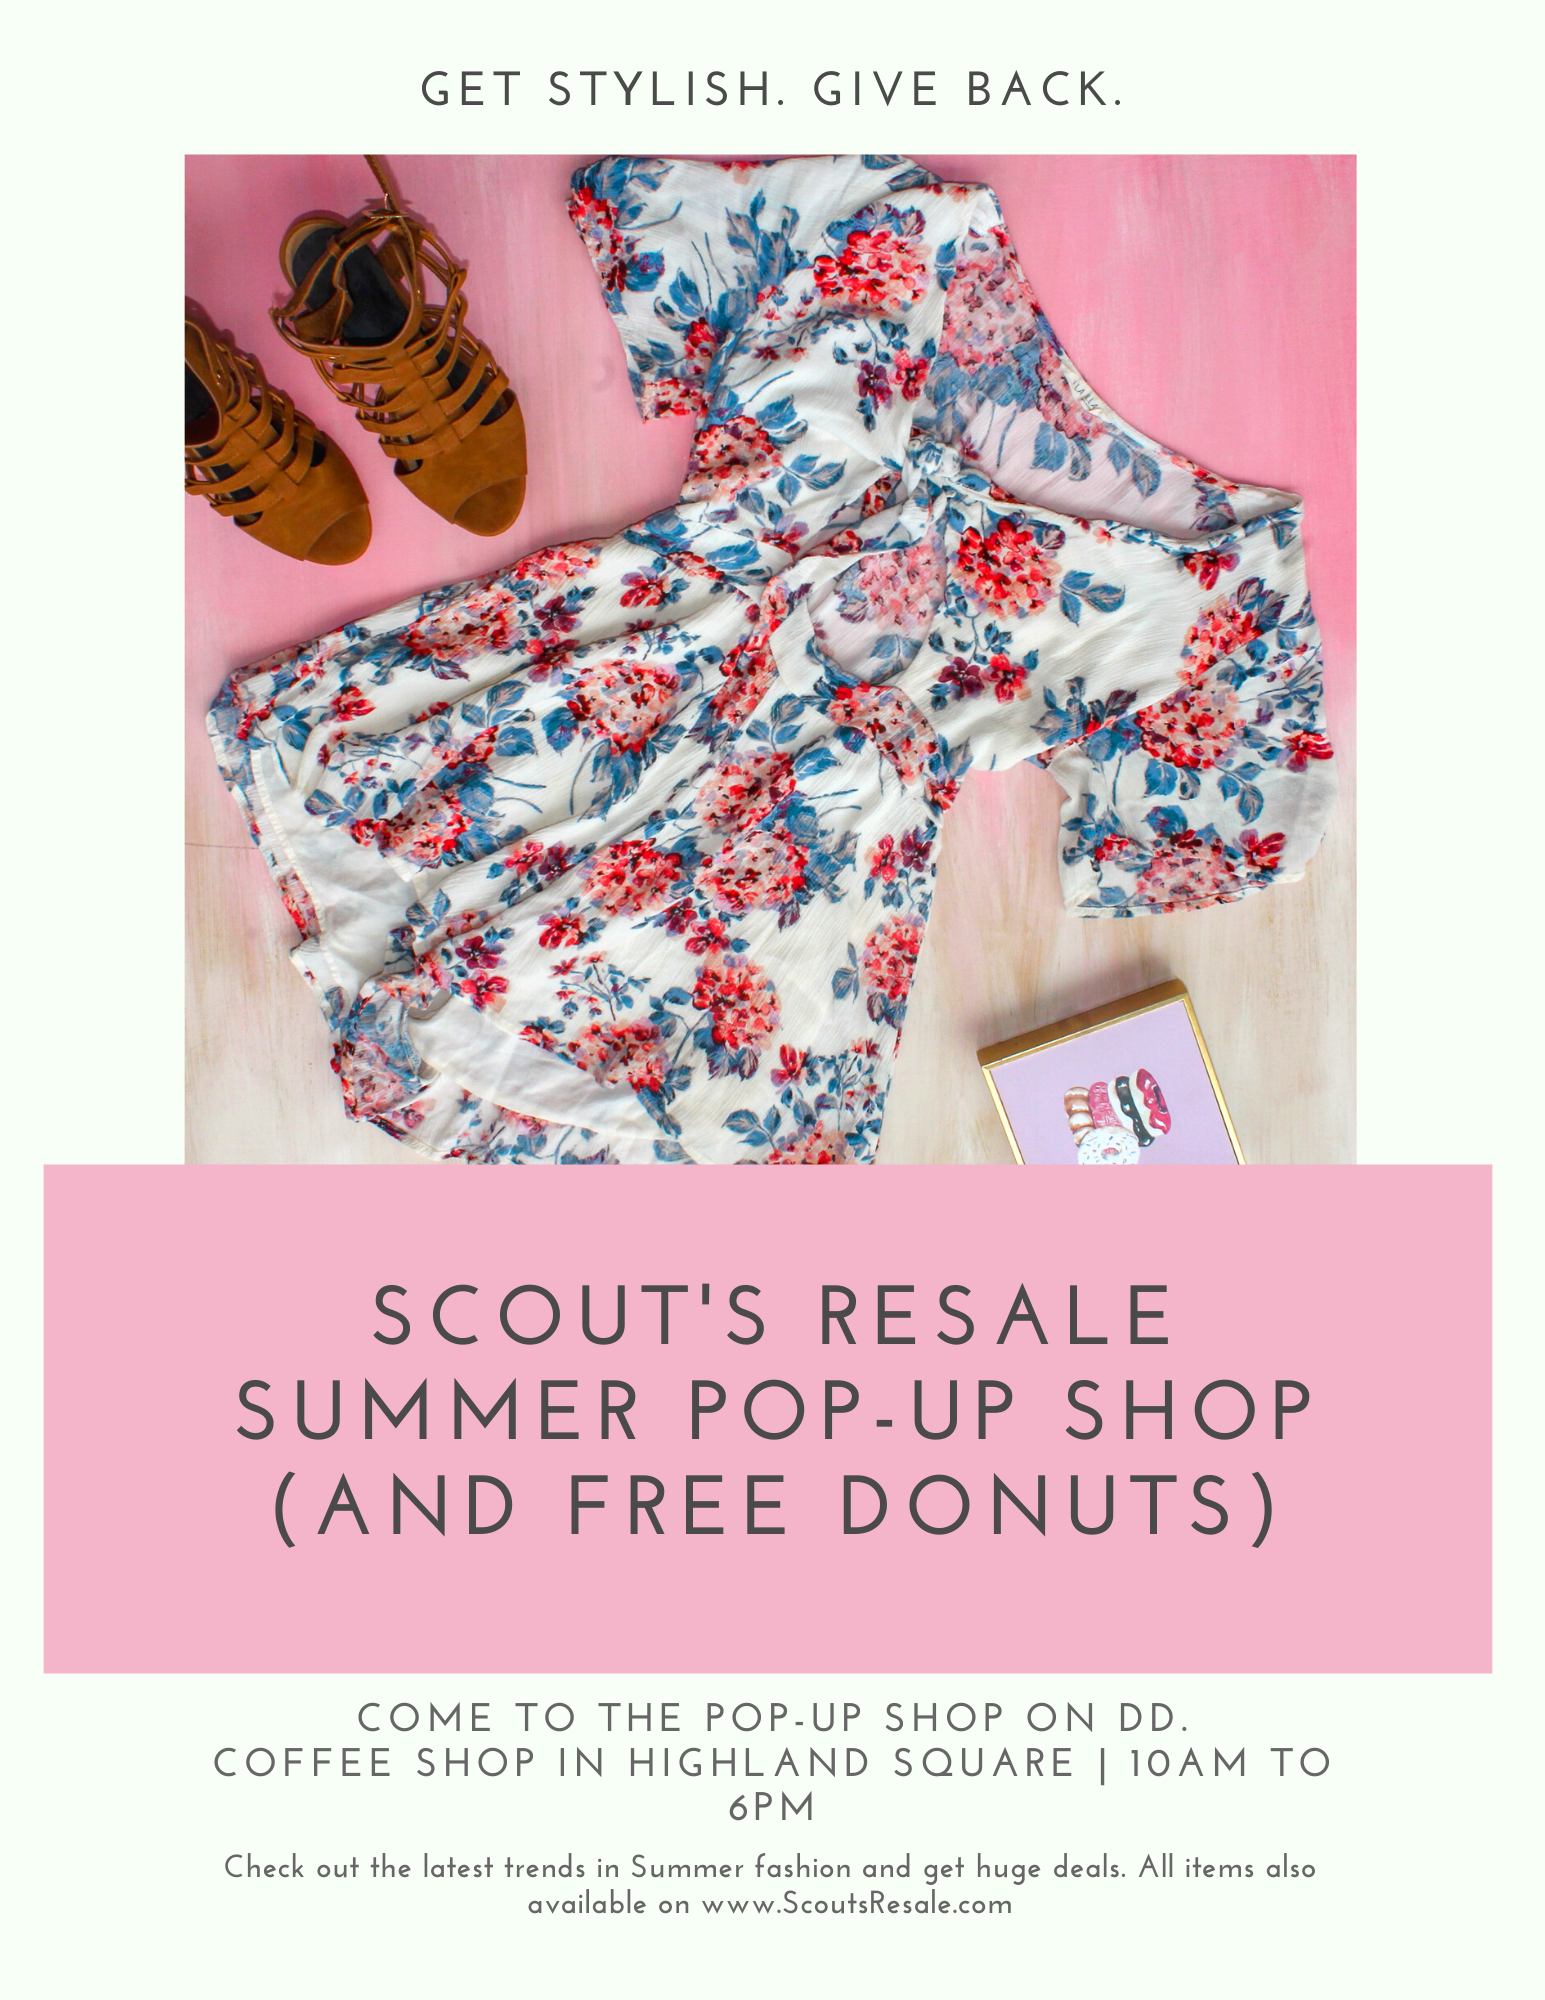 GET STYLISH. GIVE BACK.
SCOUT'S RESALE
SUMMER POP-UP SHOP
(AND FREE DONUTS)
COME TO THE POP-UP SHOP ON DD.
COFFEE SHOP IN HIGHLAND SQUARE | 10AM TO
6PM
Check out the latest trends in Summer fashion and get huge deals. All items also
available on www.ScoutsResale.com